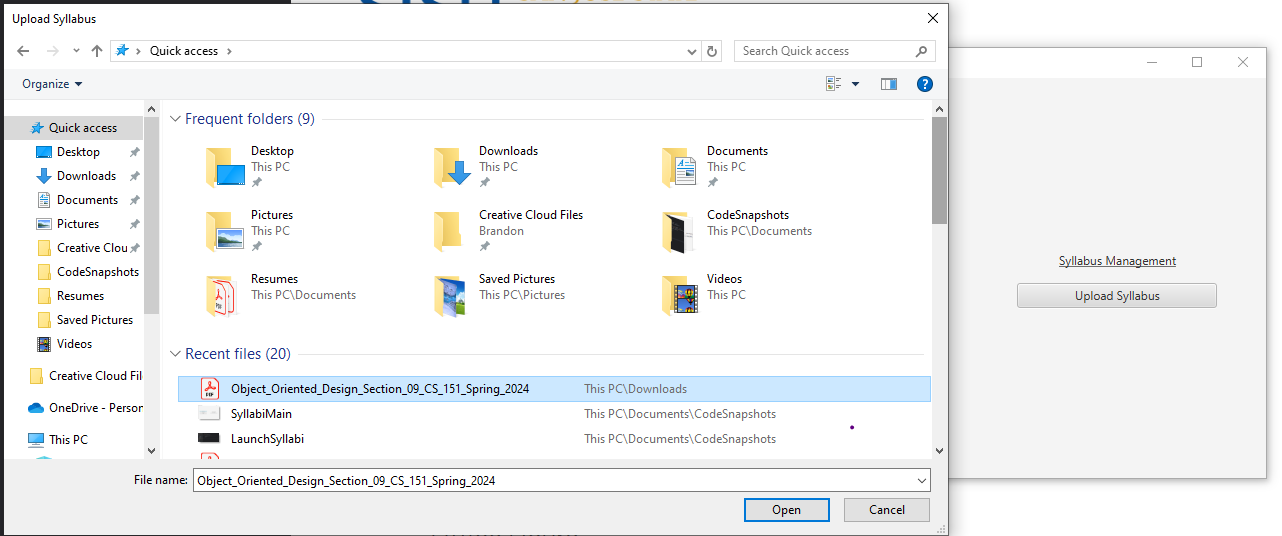 Upload Syllabus
Quick access
Search Quick access
Organize
Quick access
Desktop
Downloads
Documents
Pictures
Creative Clou
CodeSnapshots
Resumes
Saved Pictures
Videos
Creative Cloud Fil
OneDrive - Person
This PC
Frequent folders (9)
Desktop
This PC
Downloads
This PC
Documents
This PC
Pictures
This PC
Creative Cloud Files
Brandon
CodeSnapshots
This PC\Documents
Resumes
This PC\Documents
Saved Pictures
This PC\Pictures
Videos
This PC
Recent files (20)
Object_Oriented_Design_Section_09_CS_151_Spring_2024 This PC\Downloads
SyllabiMain This PC\Documents\CodeSnapshots
LaunchSyllabi This PC\Documents\CodeSnapshots
File name: Object_Oriented_Design_Section_09_CS_151_Spring_2024
Open Cancel
Syllabus Management
Upload Syllabus